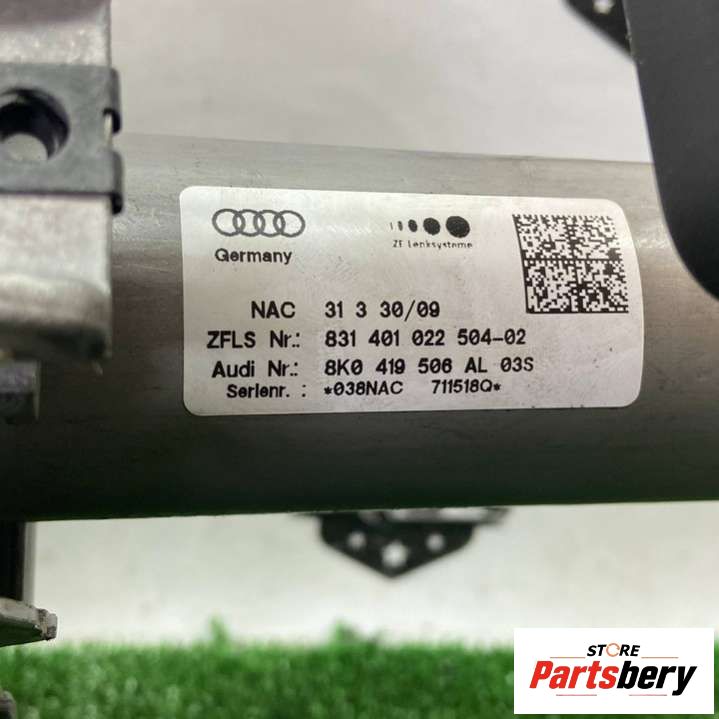 Germany
ZF Lenksysteme
NAC 31 3 30/09
ZFLS Nr.: 831 401 022 504-02
Audi Nr.: 8K0 419 506 AL 03S
Serienr. : *038NAC 711518Q*
STORE
Partsbery